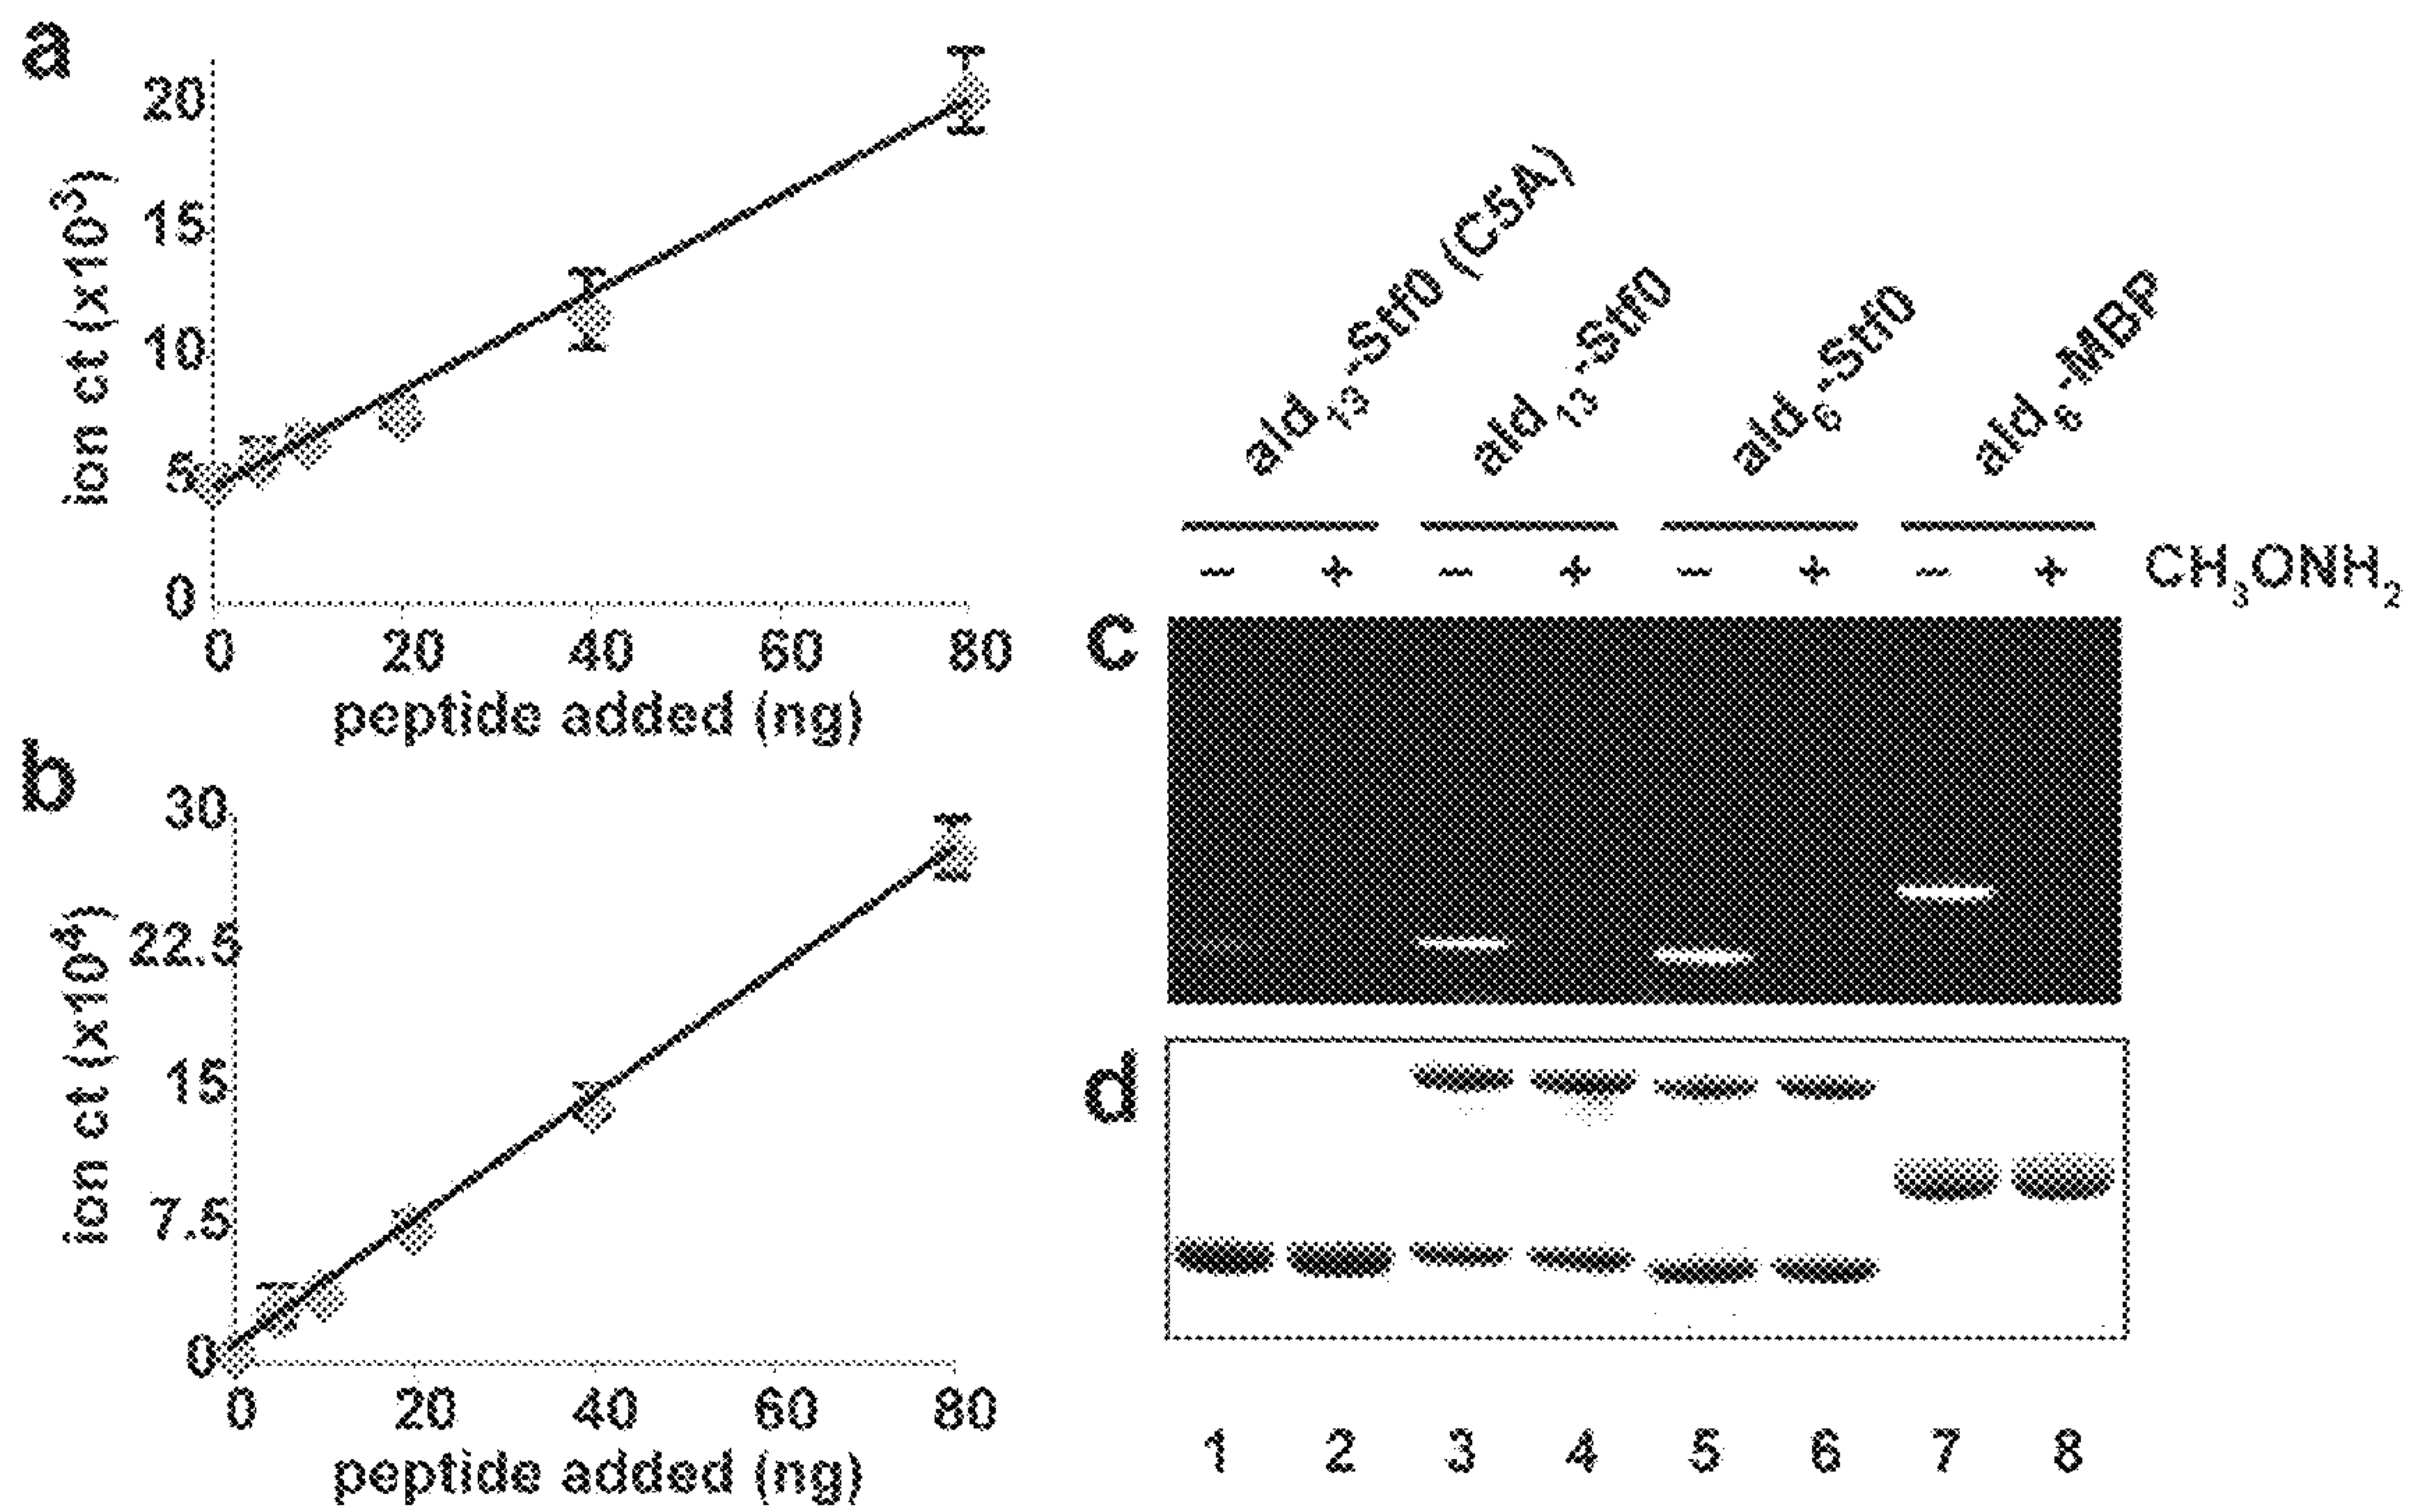 a
20
15
10
5
0
ion ct (x10³)
0 20 40 60 80
peptide added (ng)
b
30
22.5
15
7.5
0
ion ct (x10⁴)
0 20 40 60 80
peptide added (ng)
ald₁₃-Stf0 (C5A)
ald₁₃-Stf0
ald₆-Stf0
ald₆-MBP
– + – + – + – + CH₃ONH₂
c
d
1 2 3 4 5 6 7 8